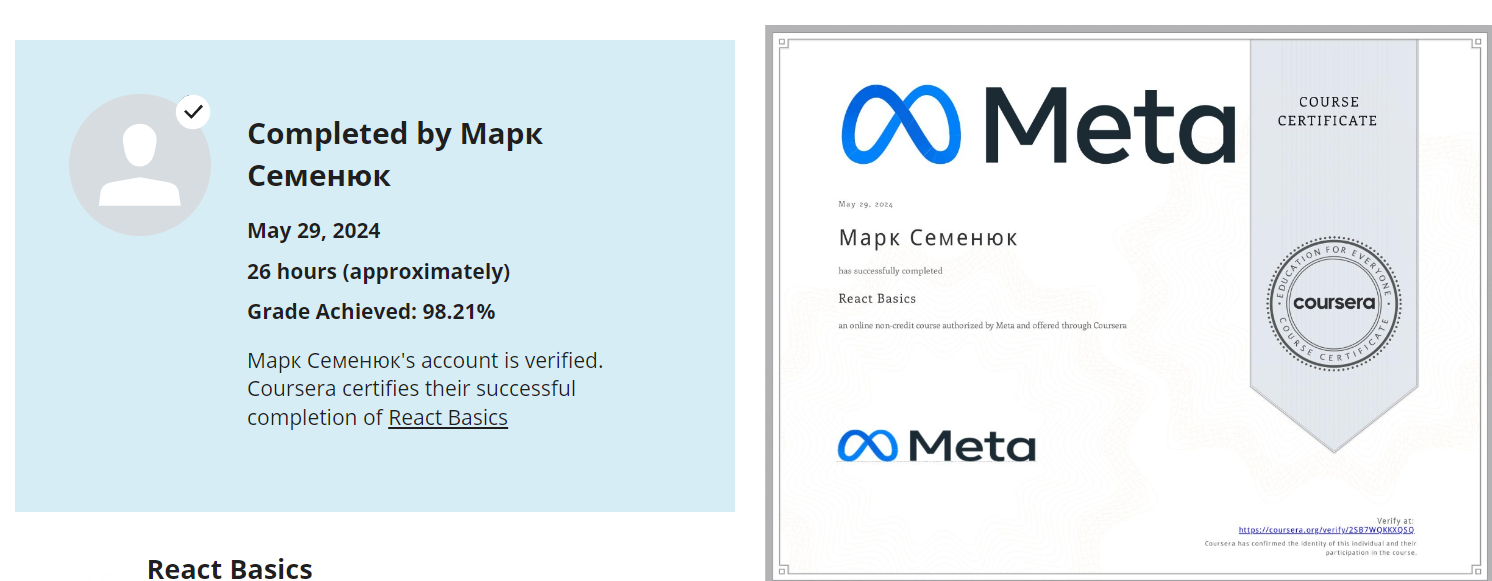 Completed by Марк
Семенюк
May 29, 2024
26 hours (approximately)
Grade Achieved: 98.21%
Марк Семенюк's account is verified.
Coursera certifies their successful
completion of React Basics
React Basics
Meta
COURSE
CERTIFICATE
May 29, 2024
Марк Семенюк
has successfully completed
React Basics
an online non-credit course authorized by Meta and offered through Coursera
EDUCATION FOR EVERYONE
coursera
COURSE CERTIFICATE
Meta
Verify at:
https://coursera.org/verify/2SB7WQKKXQSQ
Coursera has confirmed the identity of this individual and their
participation in the course.